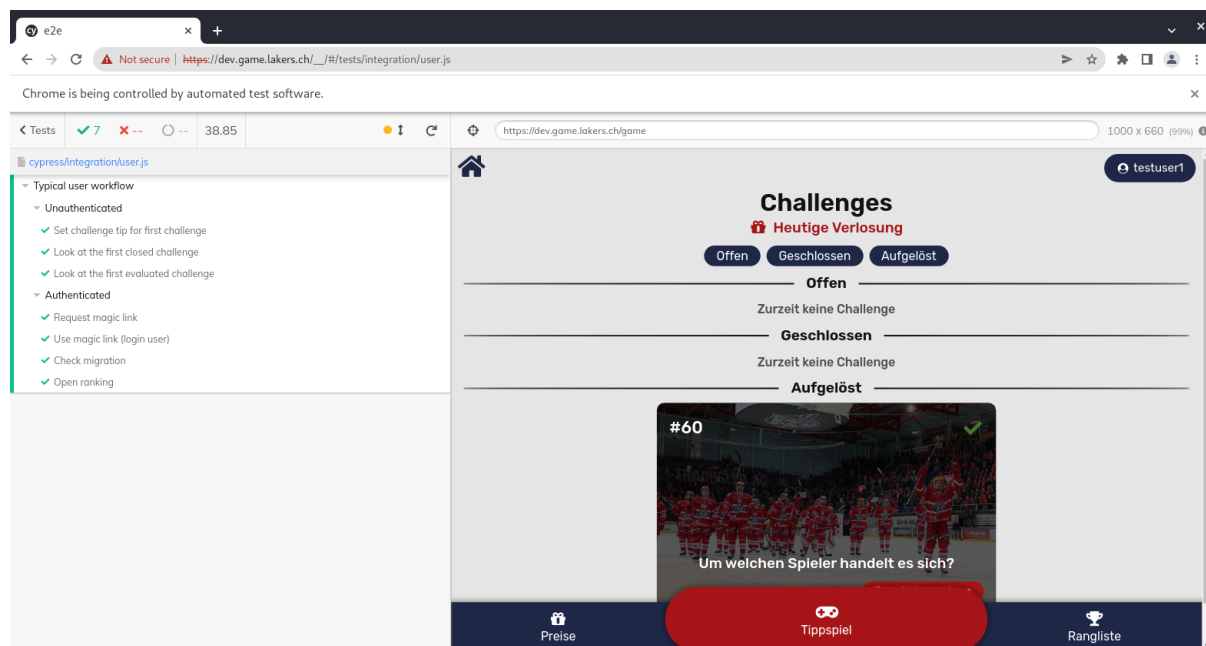 e2e
Not secure | https://dev.game.lakers.ch/__/#/tests/integration/user.js
Chrome is being controlled by automated test software.
Tests 7 -- -- 38.85
https://dev.game.lakers.ch/game 1000 x 660 (99%)
cypress/integration/user.js
Typical user workflow
Unauthenticated
Set challenge tip for first challenge
Look at the first closed challenge
Look at the first evaluated challenge
Authenticated
Request magic link
Use magic link (login user)
Check migration
Open ranking
testuser1
Challenges
Heutige Verlosung
Offen Geschlossen Aufgelöst
Offen
Zurzeit keine Challenge
Geschlossen
Zurzeit keine Challenge
Aufgelöst
#60
Um welchen Spieler handelt es sich?
Preise Tippspiel Rangliste